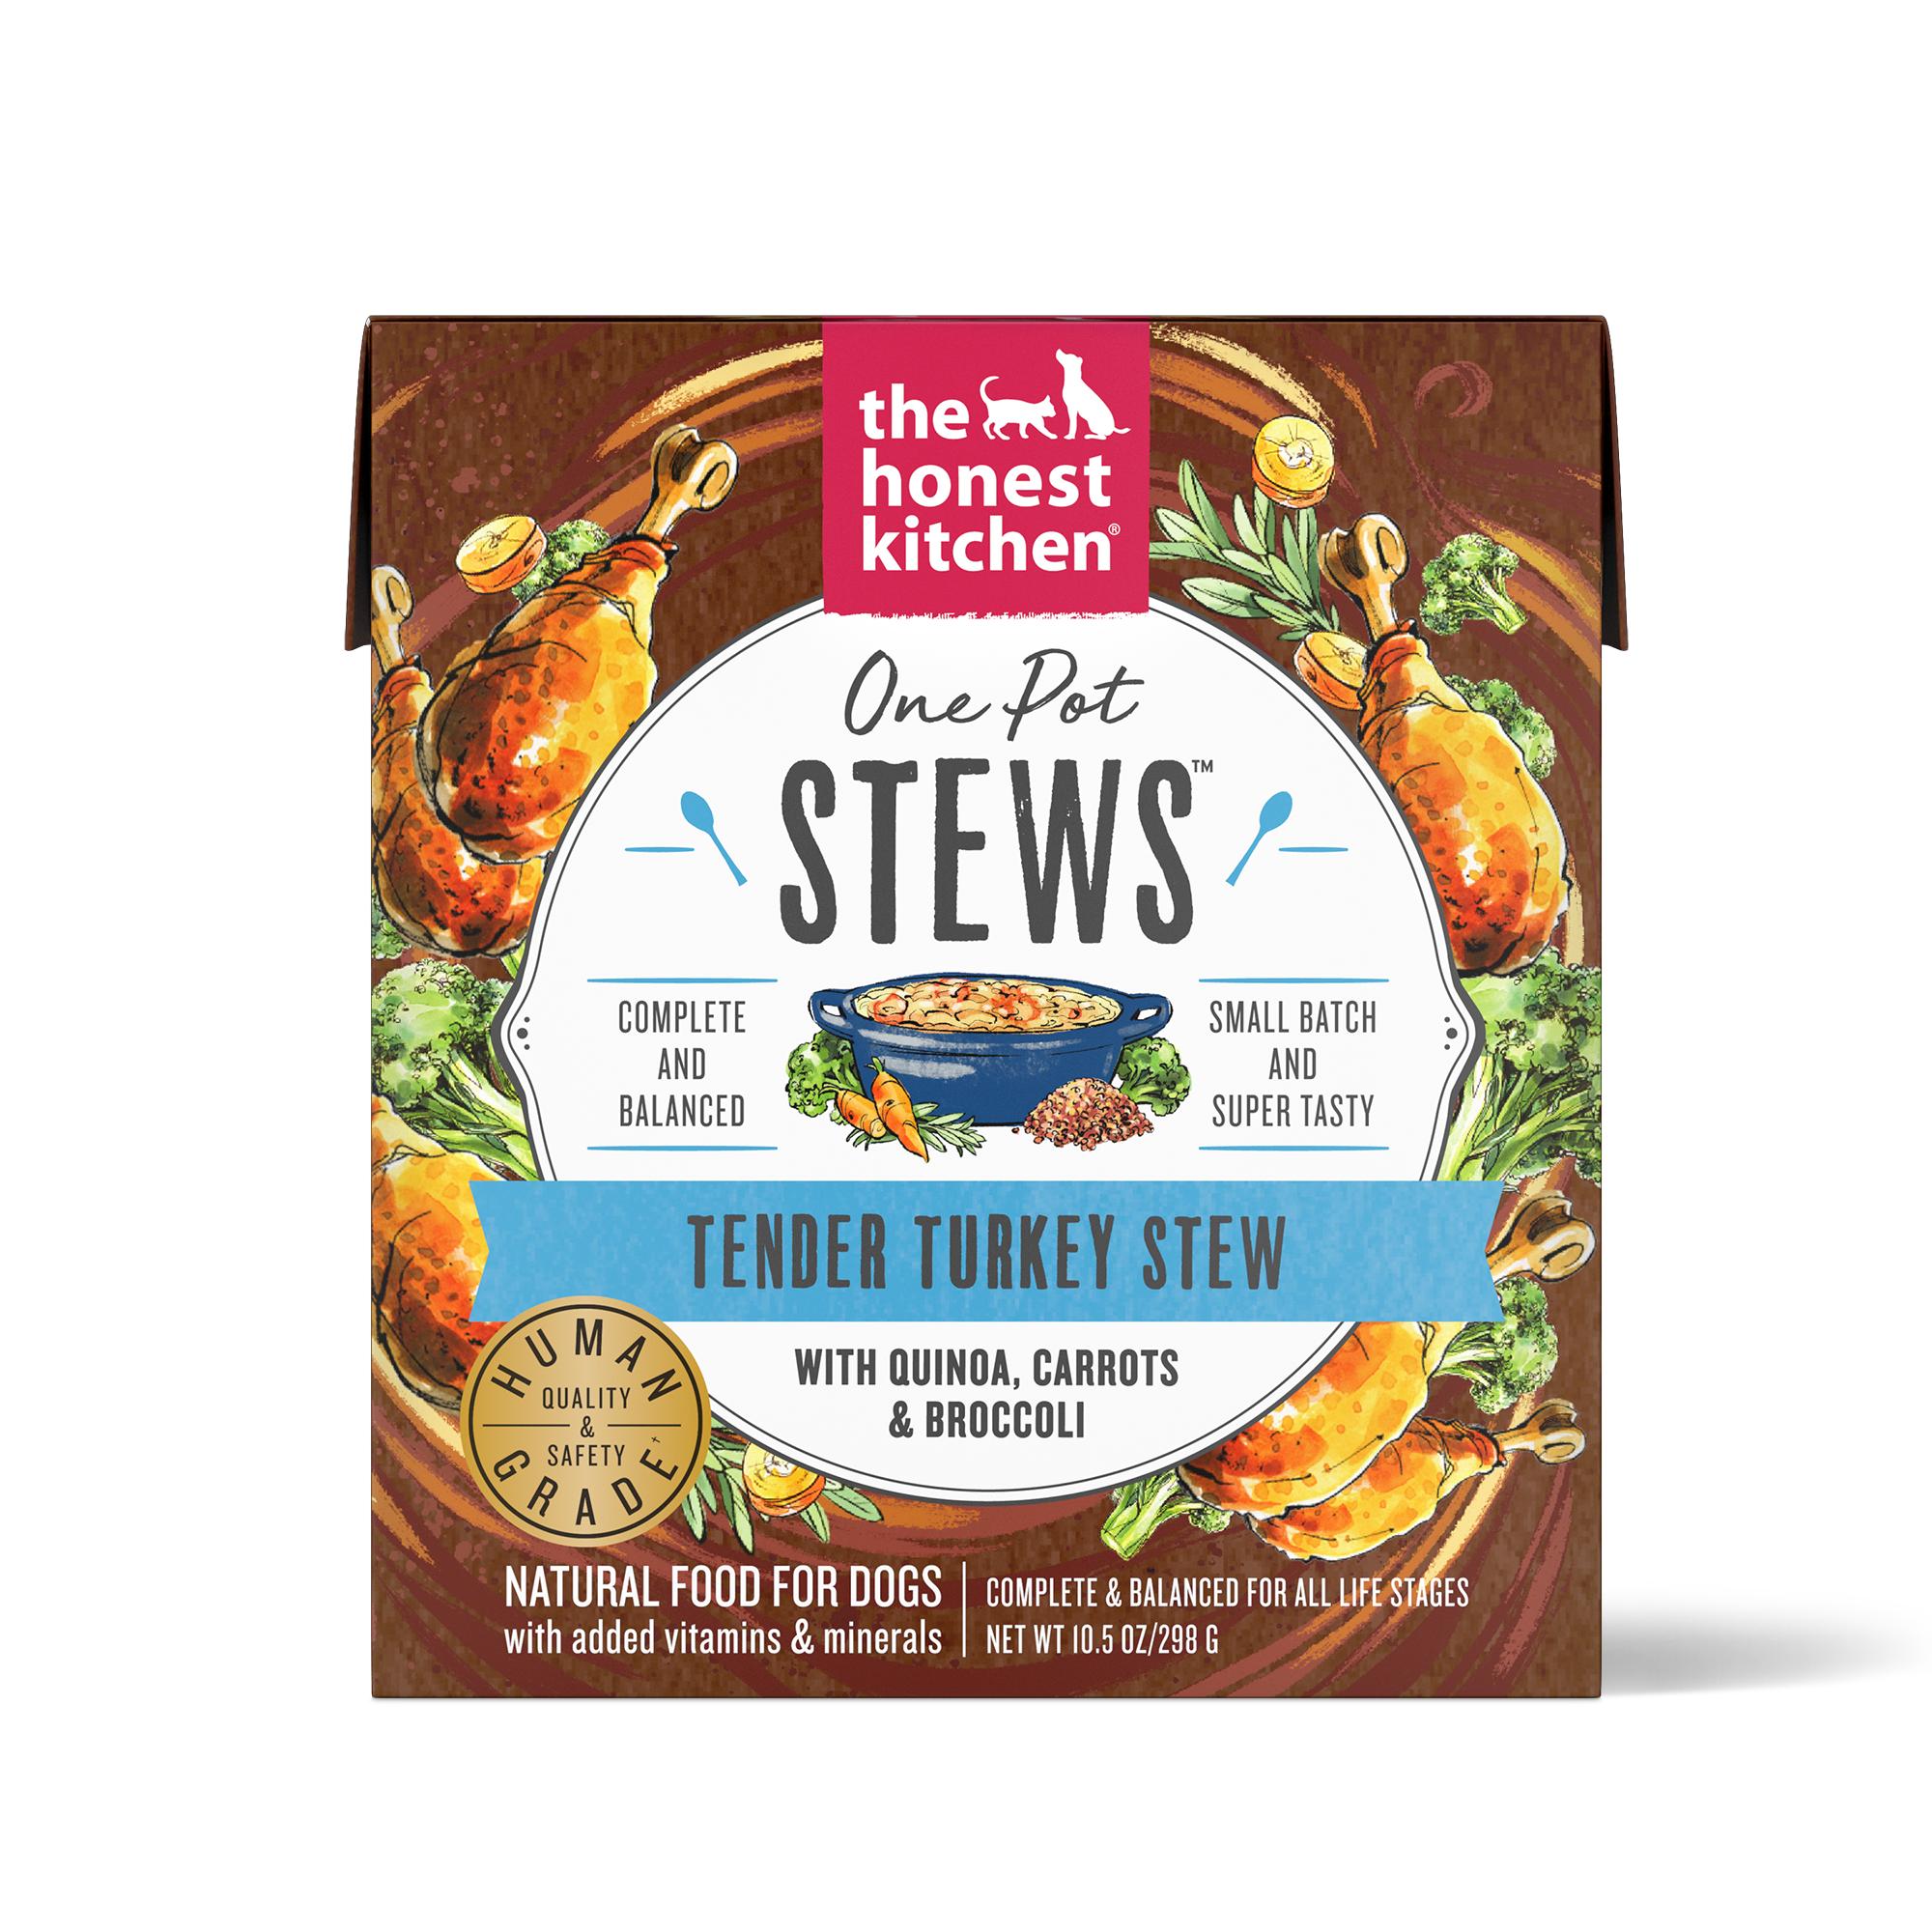 the
honest
kitchen®
One Pot
STEWS™
COMPLETE
AND
BALANCED
SMALL BATCH
AND
SUPER TASTY
TENDER TURKEY STEW
WITH QUINOA, CARROTS
& BROCCOLI
HUMAN
QUALITY
&
SAFETY
GRADE+
NATURAL FOOD FOR DOGS
with added vitamins & minerals
COMPLETE & BALANCED FOR ALL LIFE STAGES
NET WT 10.5 OZ/298 G